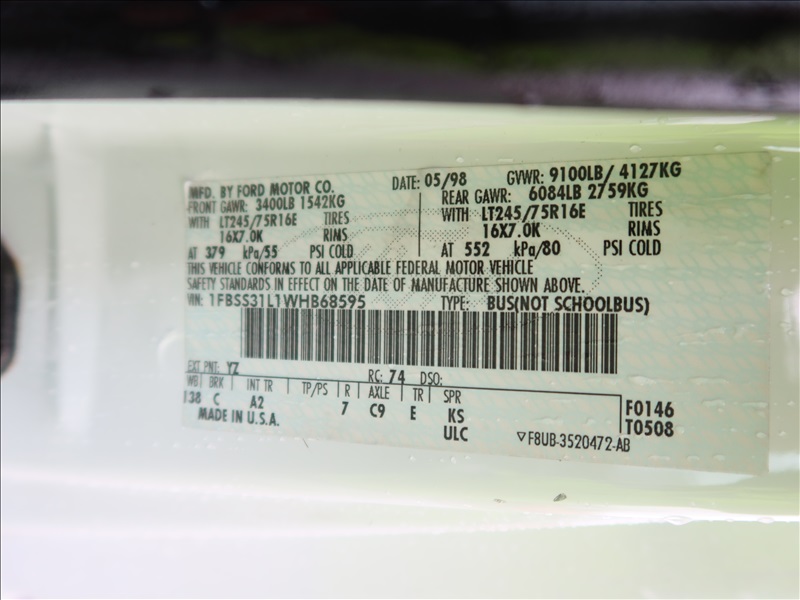 MFD. BY FORD MOTOR CO. DATE: 05/98 GVWR: 9100LB/ 4127KG
FRONT GAWR: 3400LB 1542KG REAR GAWR: 6084LB 2759KG
WITH LT245/75R16E TIRES WITH LT245/75R16E TIRES
16X7.0K RIMS 16X7.0K RIMS
AT 379 kPa/55 PSI COLD AT 552 kPa/80 PSI COLD
THIS VEHICLE CONFORMS TO ALL APPLICABLE FEDERAL MOTOR VEHICLE
SAFETY STANDARDS IN EFFECT ON THE DATE OF MANUFACTURE SHOWN ABOVE.
VIN: 1FBSS31L1WHB68595 TYPE: BUS(NOT SCHOOLBUS)
EXT PNT: YZ RC: 74 DSO:
WB BRK INT TR TP/PS R AXLE TR SPR
138 C A2 7 C9 E KS
MADE IN U.S.A. ULC
F0146
T0508
▽F8UB-3520472-AB